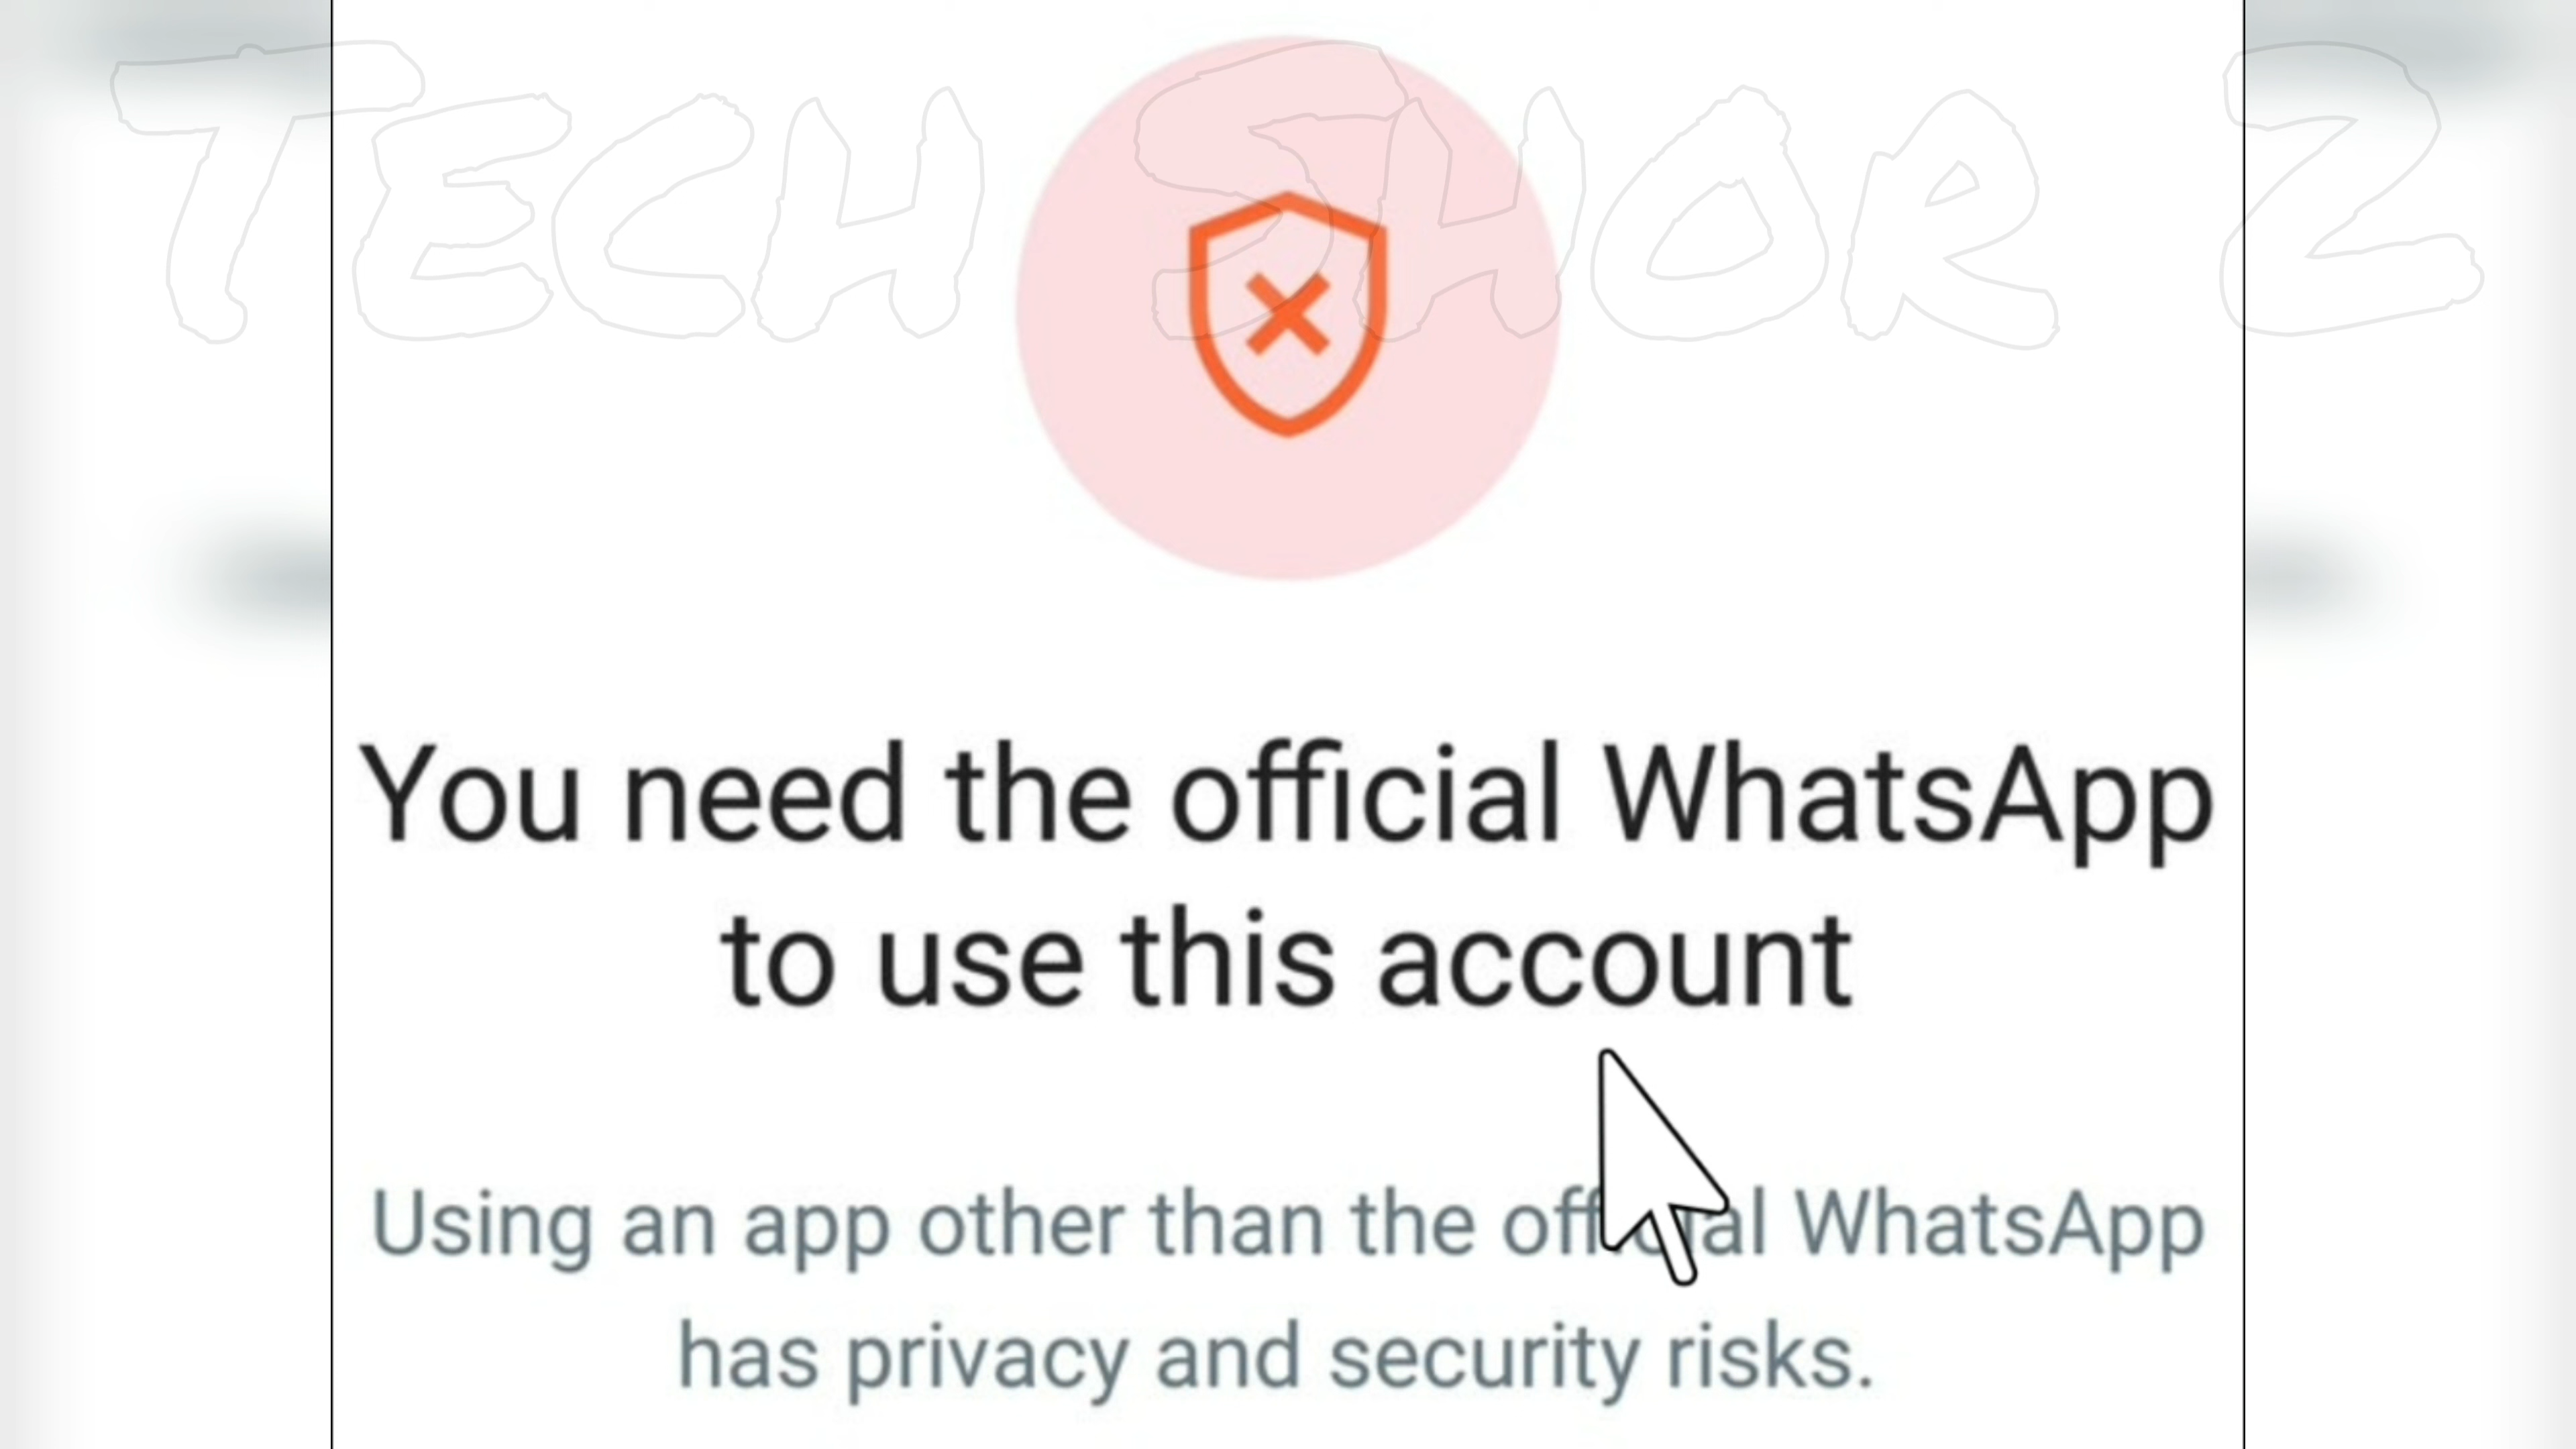 TECH SHOR 2
You need the official WhatsApp
to use this account
Using an app other than the official WhatsApp
has privacy and security risks.